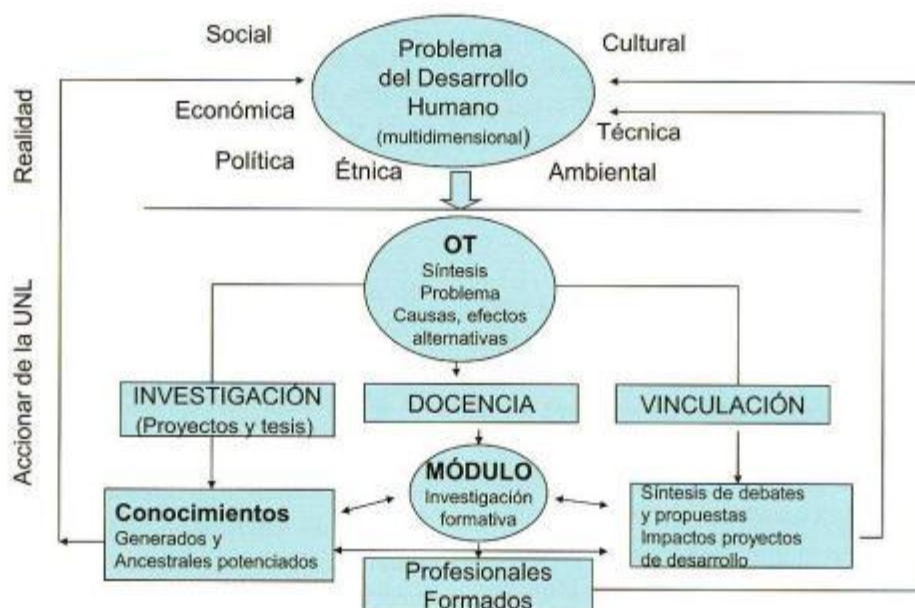 Social
Problema
del Desarrollo
Humano
(multidimensional)
Cultural
Económica
Técnica
Política
Étnica
Ambiental
Realidad
OT
Síntesis
Problema
Causas, efectos
alternativas
Accionar de la UNL
INVESTIGACIÓN
(Proyectos y tesis)
DOCENCIA
VINCULACIÓN
MÓDULO
Investigación
formativa
Conocimientos
Generados y
Ancestrales potenciados
Síntesis de debates
y propuestas
Impactos proyectos
de desarrollo
Profesionales
Formados